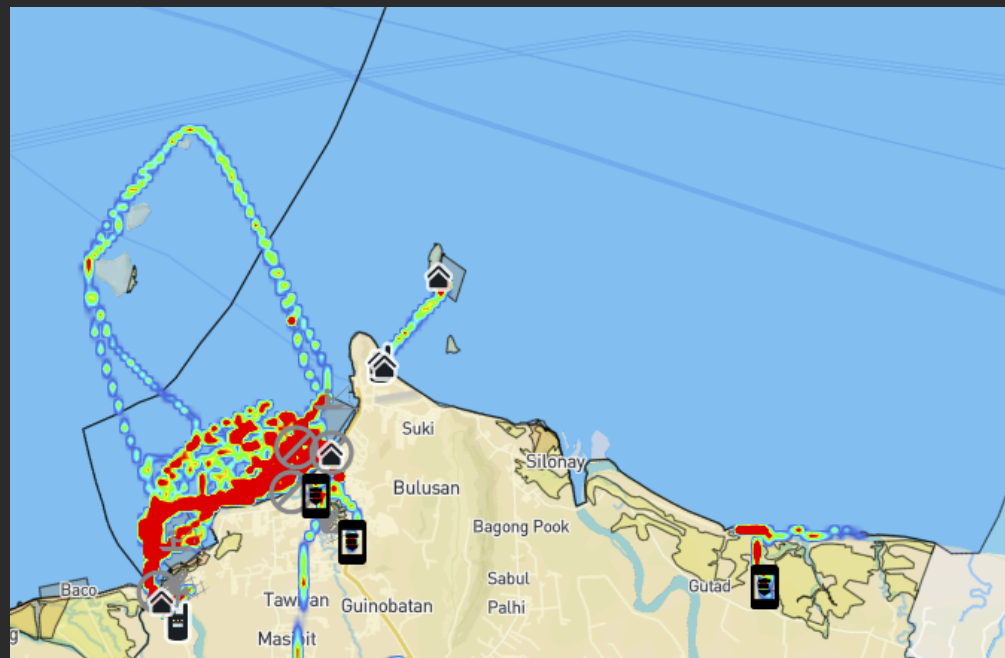 Suki
Silonay
Bulusan
Bagong Pook
Sabul
Baco
Gutad
Guinobatan
Palhi
g